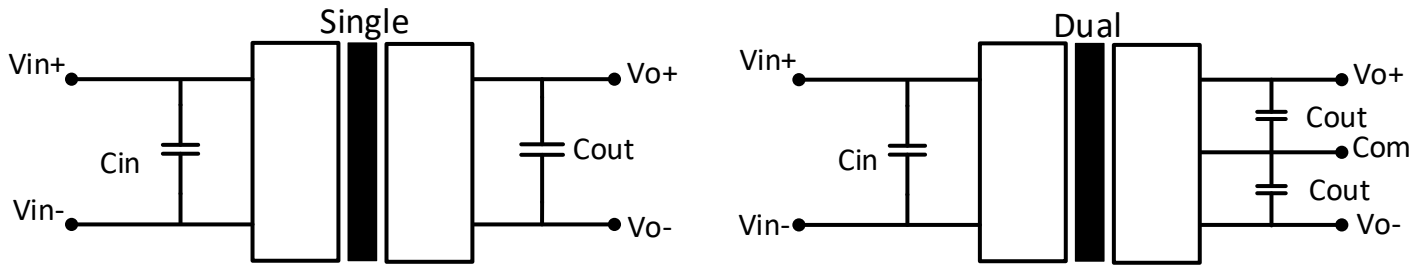 Single
Vin+
Cin
Vin-
Vo+
Cout
Vo-
Dual
Vin+
Cin
Vin-
Vo+
Cout
Com
Cout
Vo-